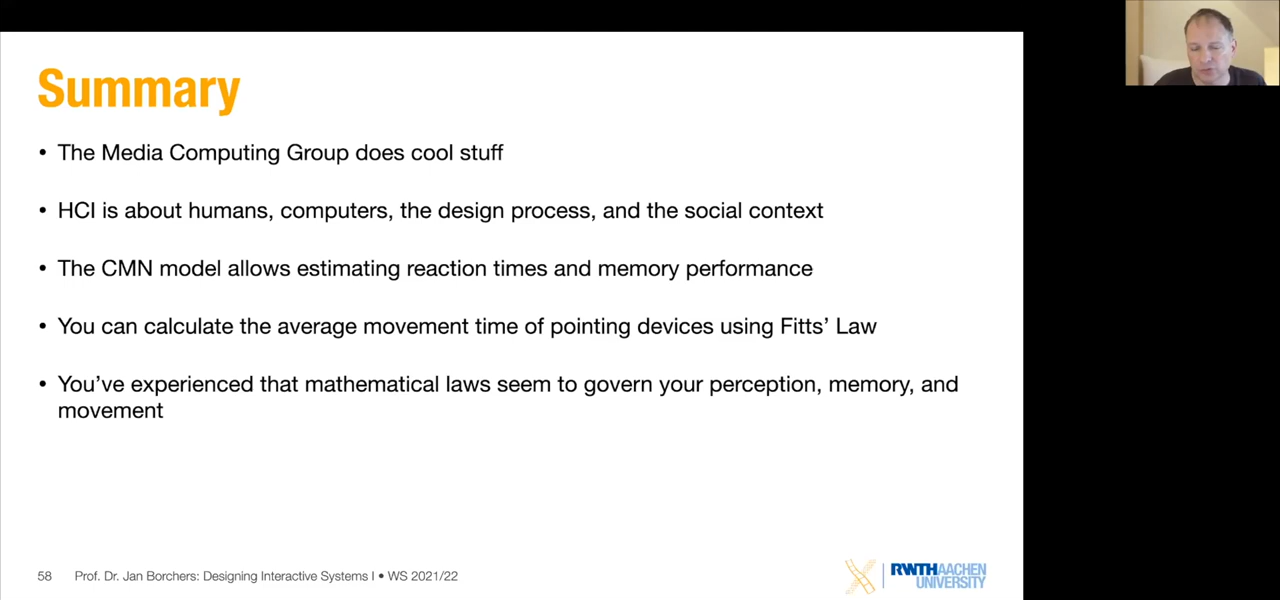 Summary
• The Media Computing Group does cool stuff
• HCI is about humans, computers, the design process, and the social context
• The CMN model allows estimating reaction times and memory performance
• You can calculate the average movement time of pointing devices using Fitts’ Law
• You’ve experienced that mathematical laws seem to govern your perception, memory, and
movement
58 Prof. Dr. Jan Borchers: Designing Interactive Systems I • WS 2021/22
RWTHAACHEN
UNIVERSITY